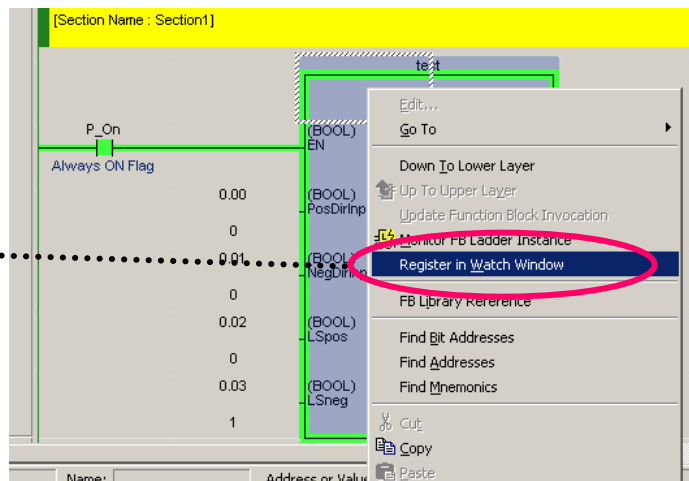 [Section Name : Section1]
test
Edit...
P_On
(BOOL)
EN
Go To
Always ON Flag
Down To Lower Layer
0.00
(BOOL)
PosDirInp
Up To Upper Layer
Update Function Block Invocation
0
Monitor FB Ladder Instance
0.01
(BOOL)
Register in Watch Window
0
FB Library Reference
0.02
(BOOL)
LSpos
Find Bit Addresses
0
Find Addresses
0.03
(BOOL)
LSneg
Find Mnemonics
1
Cut
Copy
Name:
Address or Value
Paste